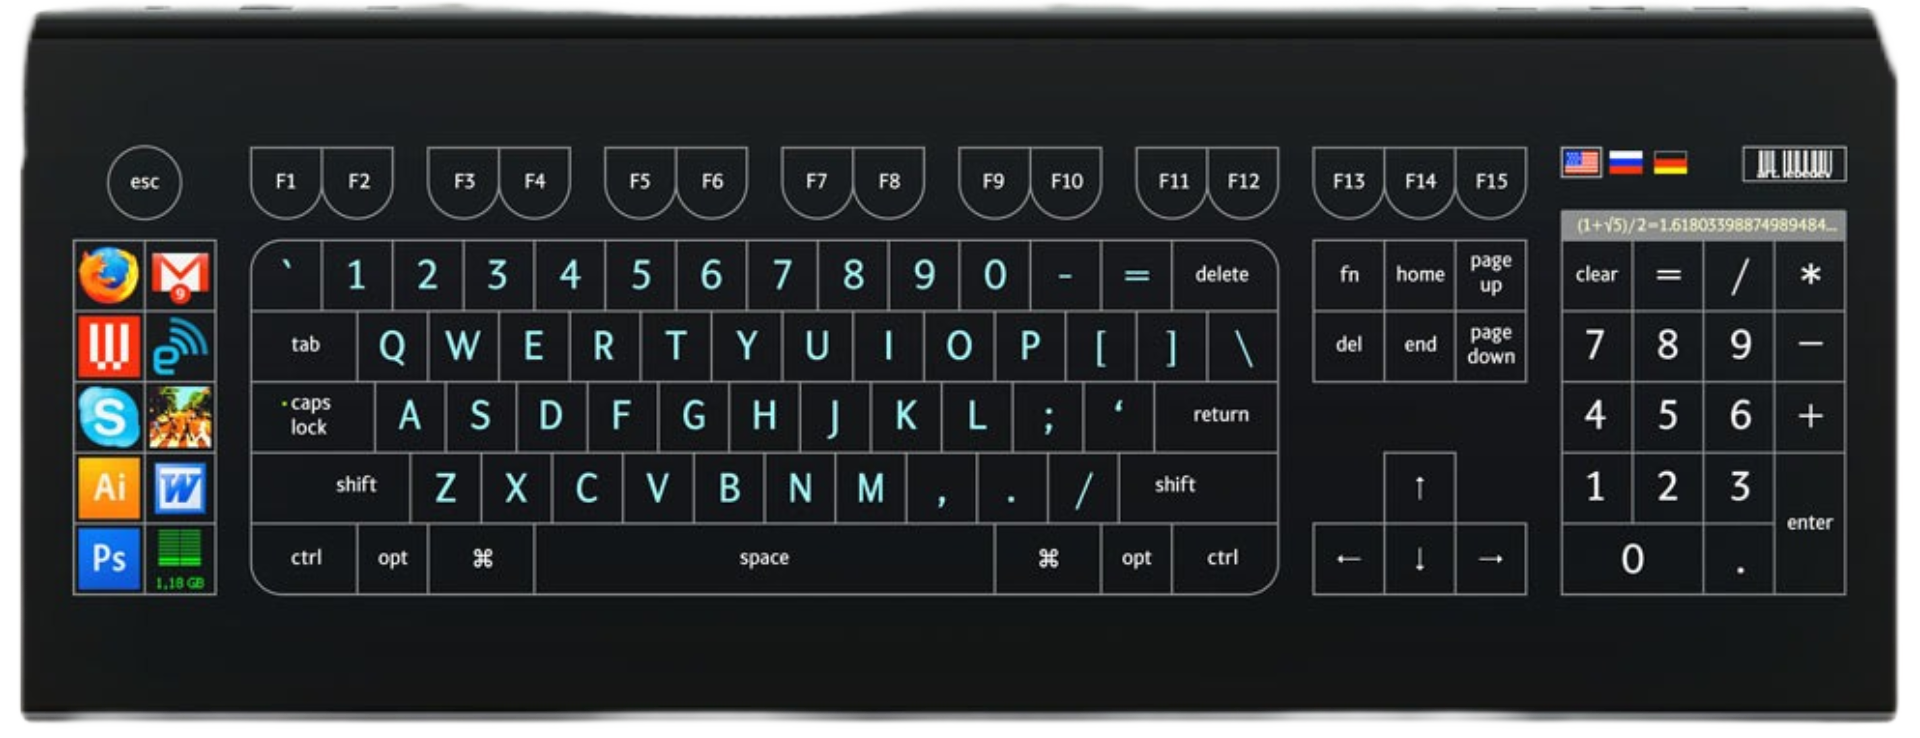 esc F1 F2 F3 F4 F5 F6 F7 F8 F9 F10 F11 F12 F13 F14 F15
art. lebedev
(1+√5)/2=1.61803398874989484...
9 ` 1 2 3 4 5 6 7 8 9 0 - = delete fn home page up clear = / *
tab Q W E R T Y U I O P [ ] \ del end page down 7 8 9 −
S caps lock A S D F G H J K L ; ‘ return 4 5 6 +
Ai W shift Z X C V B N M , . / shift ↑ 1 2 3 enter
Ps 1,18 GB ctrl opt ⌘ space ⌘ opt ctrl ← ↓ → 0 .